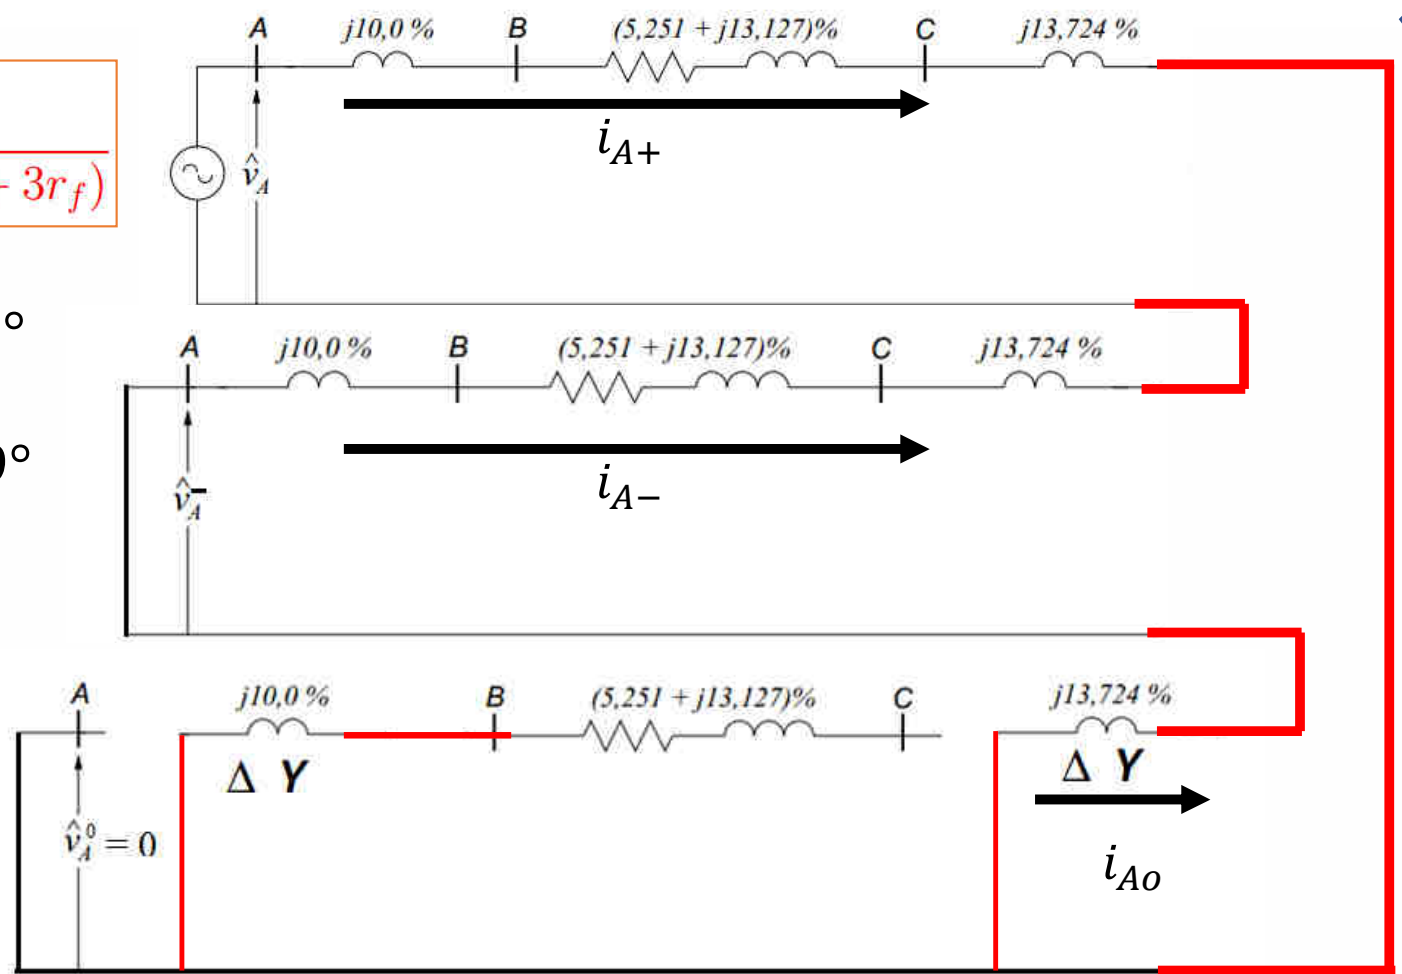 A j10,0 % B (5,251 + j13,127)% C j13,724 %
i_{A+}
v̂_A
- 3r_f)
°
A j10,0 % B (5,251 + j13,127)% C j13,724 %
0°
i_{A−}
v̂_A^−
A j10,0 % B (5,251 + j13,127)% C j13,724 %
Δ Y Δ Y
v̂_A^0 = 0
i_{Ao}